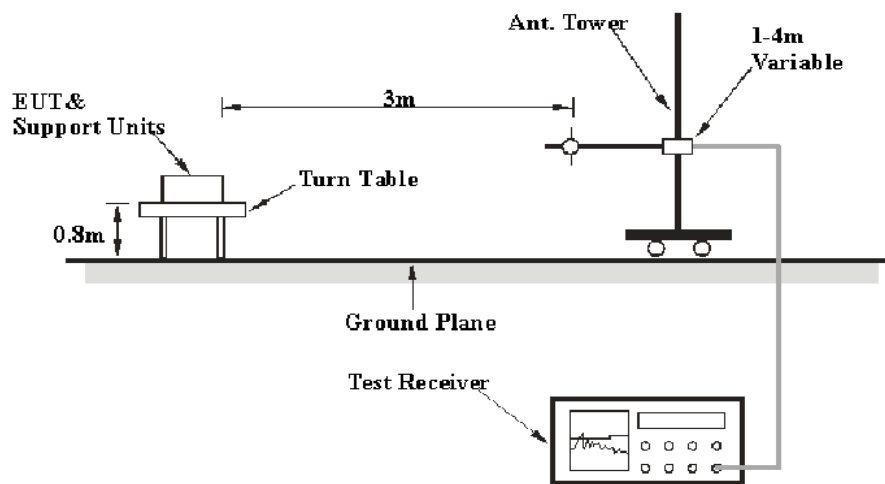 Ant. Tower
1-4m
Variable
3m
EUT &
Support Units
Turn Table
0.8m
Ground Plane
Test Receiver